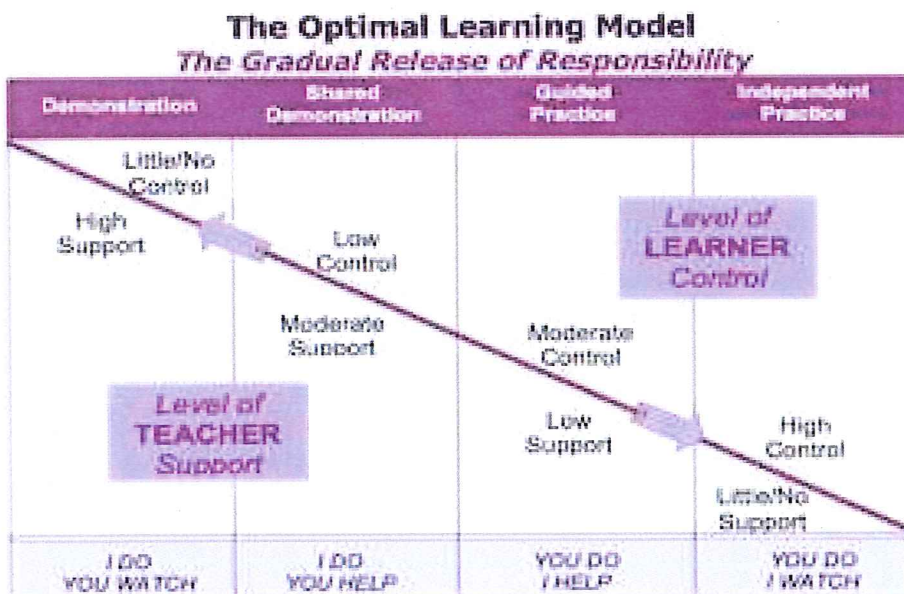 The Optimal Learning Model
The Gradual Release of Responsibility
Demonstration
Shared
Demonstration
Guided
Practice
Independent
Practice
Little/No
Control
High
Support
Low
Control
Moderate
Support
Level of
LEARNER
Control
Moderate
Control
Low
Support
Level of
TEACHER
Support
High
Control
Little/No
Support
I DO
YOU WATCH
I DO
YOU HELP
YOU DO
I HELP
YOU DO
I WATCH